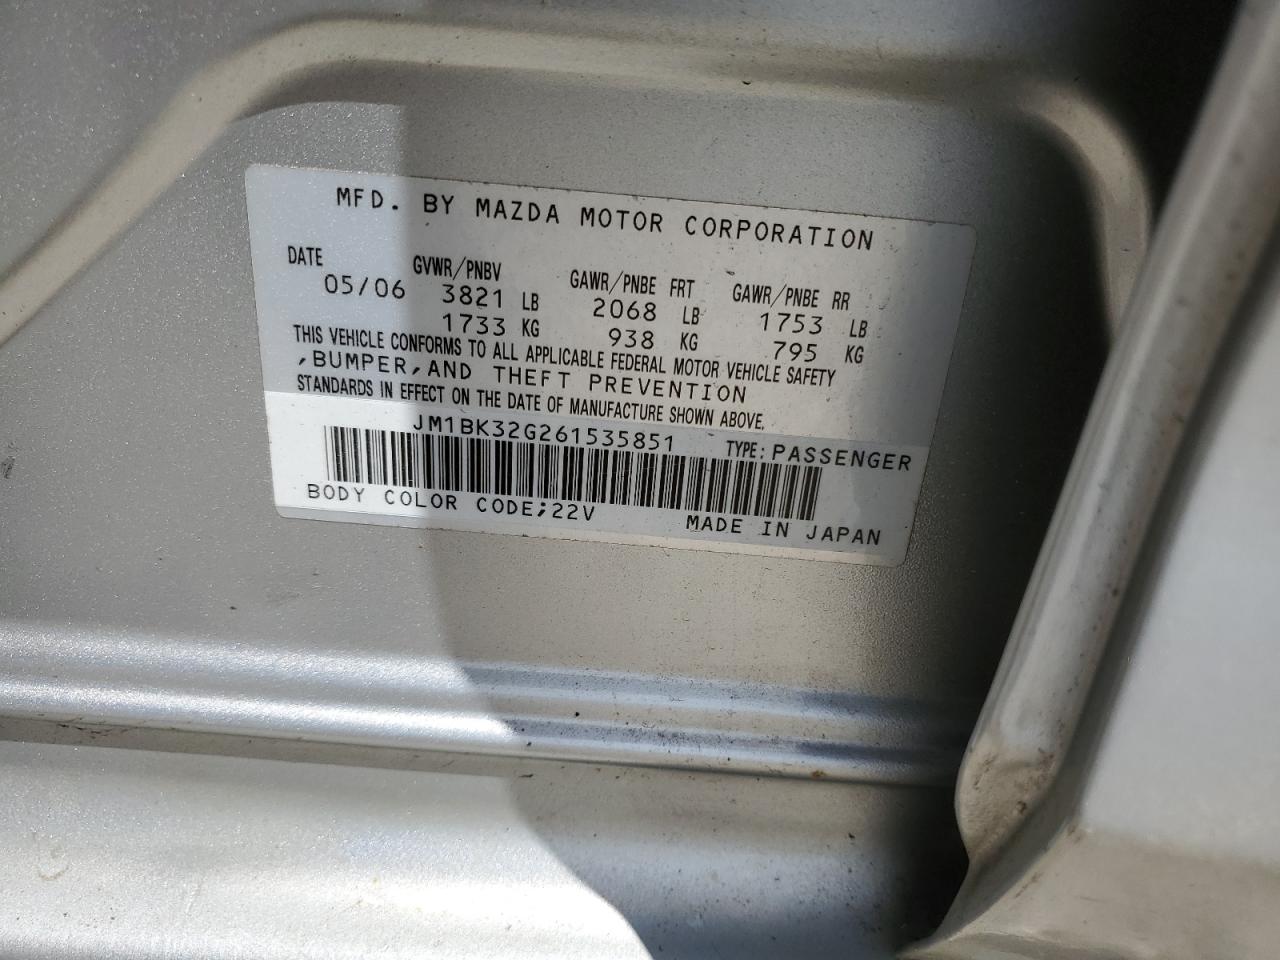 MFD. BY MAZDA MOTOR CORPORATION
DATE GVWR/PNBV GAWR/PNBE FRT GAWR/PNBE RR
05/06 3821 LB 2068 LB 1753 LB
1733 KG 938 KG 795 KG
THIS VEHICLE CONFORMS TO ALL APPLICABLE FEDERAL MOTOR VEHICLE SAFETY
,BUMPER,AND THEFT PREVENTION
STANDARDS IN EFFECT ON THE DATE OF MANUFACTURE SHOWN ABOVE.
JM1BK32G261535851 TYPE:PASSENGER
BODY COLOR CODE;22V MADE IN JAPAN